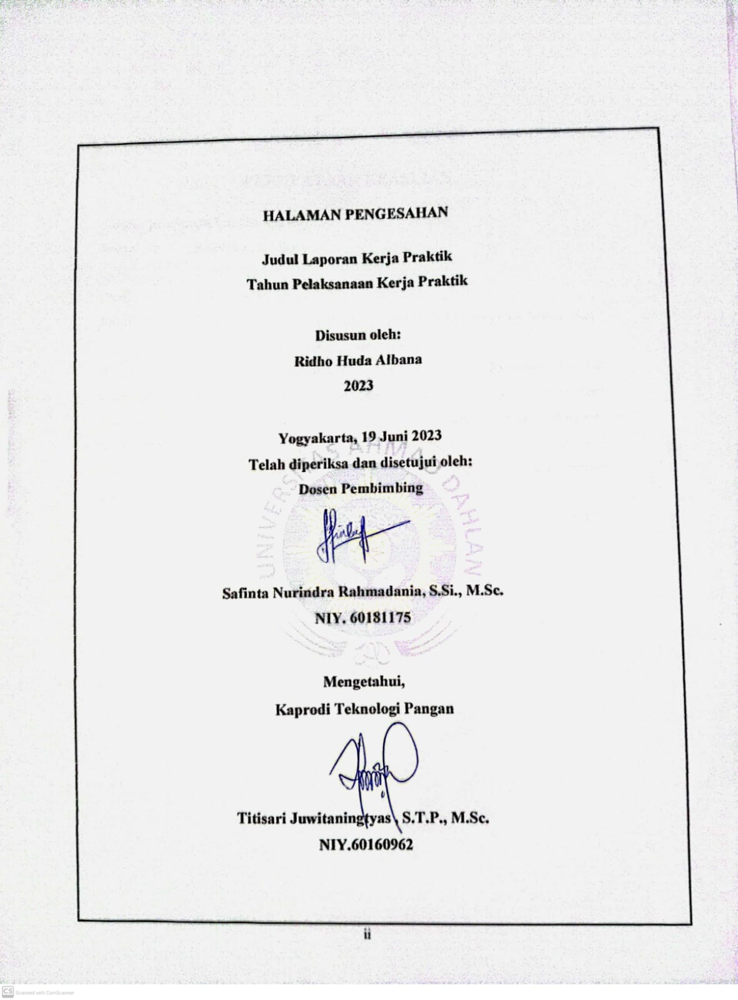 HALAMAN PENGESAHAN
Judul Laporan Kerja Praktik
Tahun Pelaksanaan Kerja Praktik
Disusun oleh:
Ridho Huda Albana
2023
Yogyakarta, 19 Juni 2023
Telah diperiksa dan disetujui oleh:
Dosen Pembimbing
UNIVERSITAS AHMAD DAHLAN
Safinta Nurindra Rahmadania, S.Si., M.Sc.
NIY. 60181175
Mengetahui,
Kaprodi Teknologi Pangan
Titisari Juwitaningtyas , S.T.P., M.Sc.
NIY.60160962
ii
CS Scanned with CamScanner